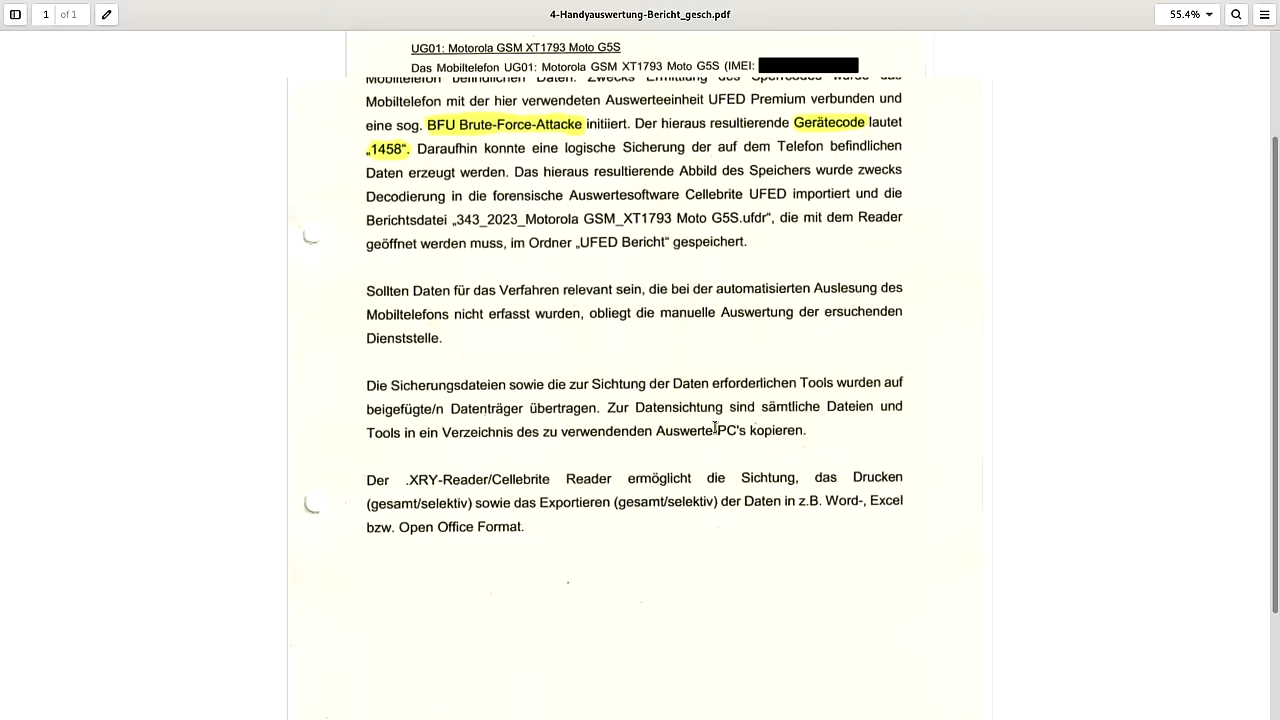 1 of 1
4-Handyauswertung-Bericht_gesch.pdf
55.4%
UG01: Motorola GSM XT1793 Moto G5S
Das Mobiltelefon UG01: Motorola GSM XT1793 Moto G5S (IMEI:
Mobiltelefon befindlichen Daten. Zwecks Ermittlung des Sperrcodes wurde das
Mobiltelefon mit der hier verwendeten Auswerteeinheit UFED Premium verbunden und
eine sog. BFU Brute-Force-Attacke initiiert. Der hieraus resultierende Gerätecode lautet
„1458“. Daraufhin konnte eine logische Sicherung der auf dem Telefon befindlichen
Daten erzeugt werden. Das hieraus resultierende Abbild des Speichers wurde zwecks
Decodierung in die forensische Auswertesoftware Cellebrite UFED importiert und die
Berichtsdatei „343_2023_Motorola GSM_XT1793 Moto G5S.ufdr“, die mit dem Reader
geöffnet werden muss, im Ordner „UFED Bericht“ gespeichert.
Sollten Daten für das Verfahren relevant sein, die bei der automatisierten Auslesung des
Mobiltelefons nicht erfasst wurden, obliegt die manuelle Auswertung der ersuchenden
Dienststelle.
Die Sicherungsdateien sowie die zur Sichtung der Daten erforderlichen Tools wurden auf
beigefügte/n Datenträger übertragen. Zur Datensichtung sind sämtliche Dateien und
Tools in ein Verzeichnis des zu verwendenden Auswerte-PC's kopieren.
Der .XRY-Reader/Cellebrite Reader ermöglicht die Sichtung, das Drucken
(gesamt/selektiv) sowie das Exportieren (gesamt/selektiv) der Daten in z.B. Word-, Excel
bzw. Open Office Format.